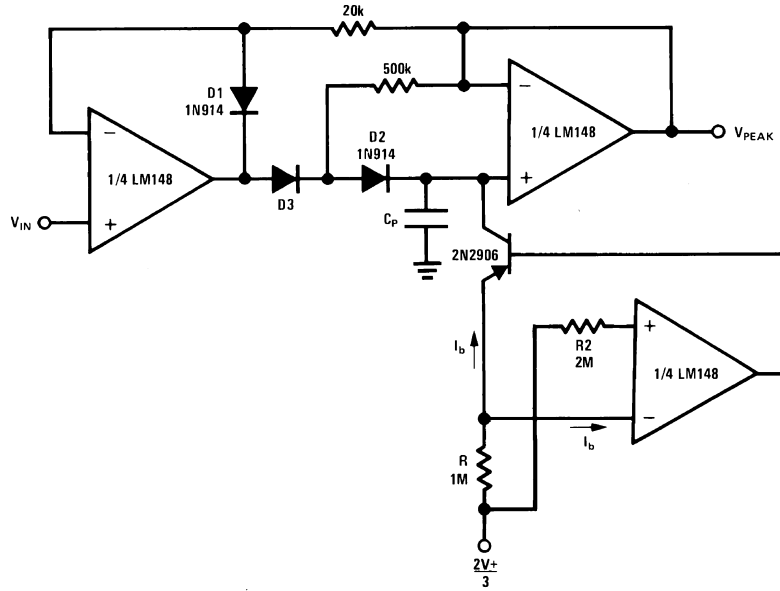 20k
500k
D1
1N914
D2
1N914
−
1/4 LM148
+
D3
−
1/4 LM148
+
V_PEAK
V_IN
C_P
2N2906
I_b
R2
2M
+
1/4 LM148
−
I_b
R
1M
2V+
3